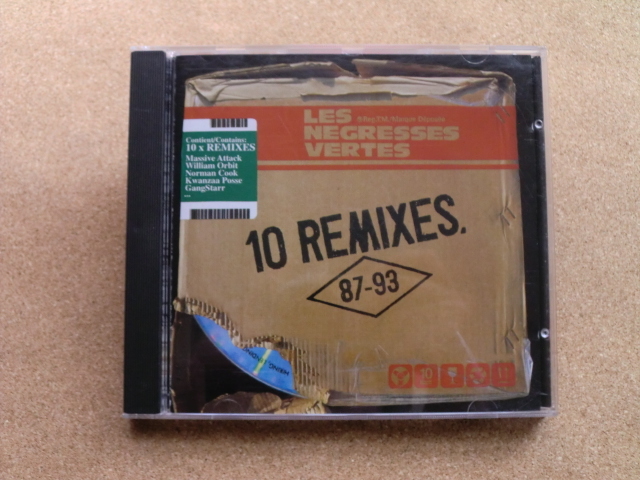 LES
NEGRESSES
VERTES
Contient/Contains:
10 x REMIXES
Massive Attack
William Orbit
Norman Cook
Kwanzaa Posse
GangStarr
...
10 REMIXES.
87-93
10